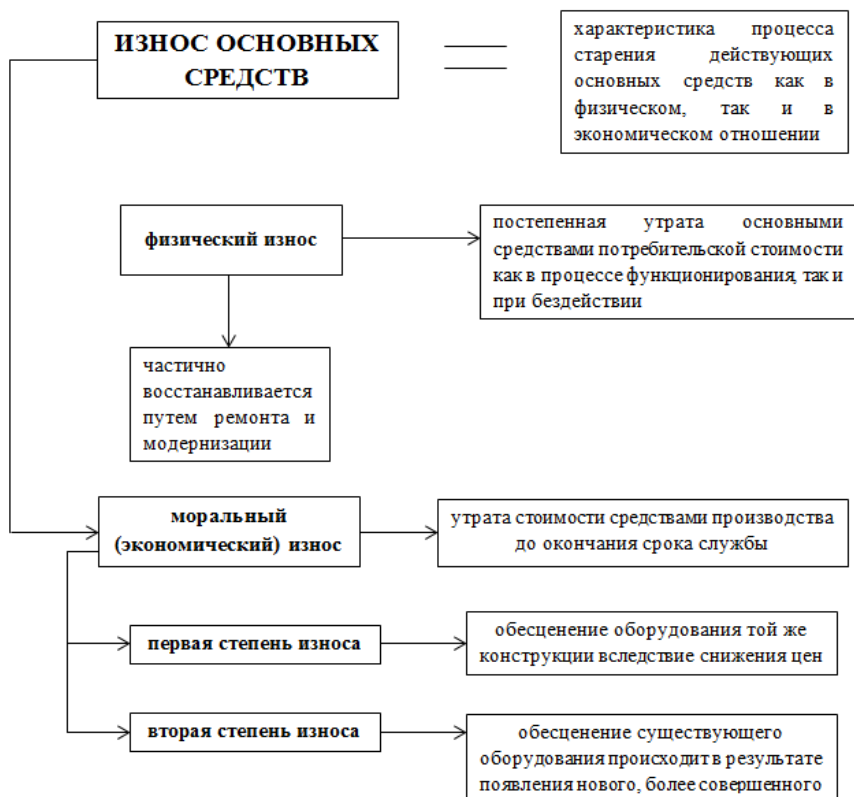 ИЗНОС ОСНОВНЫХ
СРЕДСТВ
характеристика процесса
старения действующих
основных средств как в
физическом, так и в
экономическом отношении
физический износ
постепенная утрата основными
средствами потребительской стоимости
как в процессе функционирования, так и
при бездействии
частично
восстанавливается
путем ремонта и
модернизации
моральный
(экономический) износ
утрата стоимости средствами производства
до окончания срока службы
первая степень износа
обесценение оборудования той же
конструкции вследствие снижения цен
вторая степень износа
обесценение существующего
оборудования происходит в результате
появления нового, более совершенного